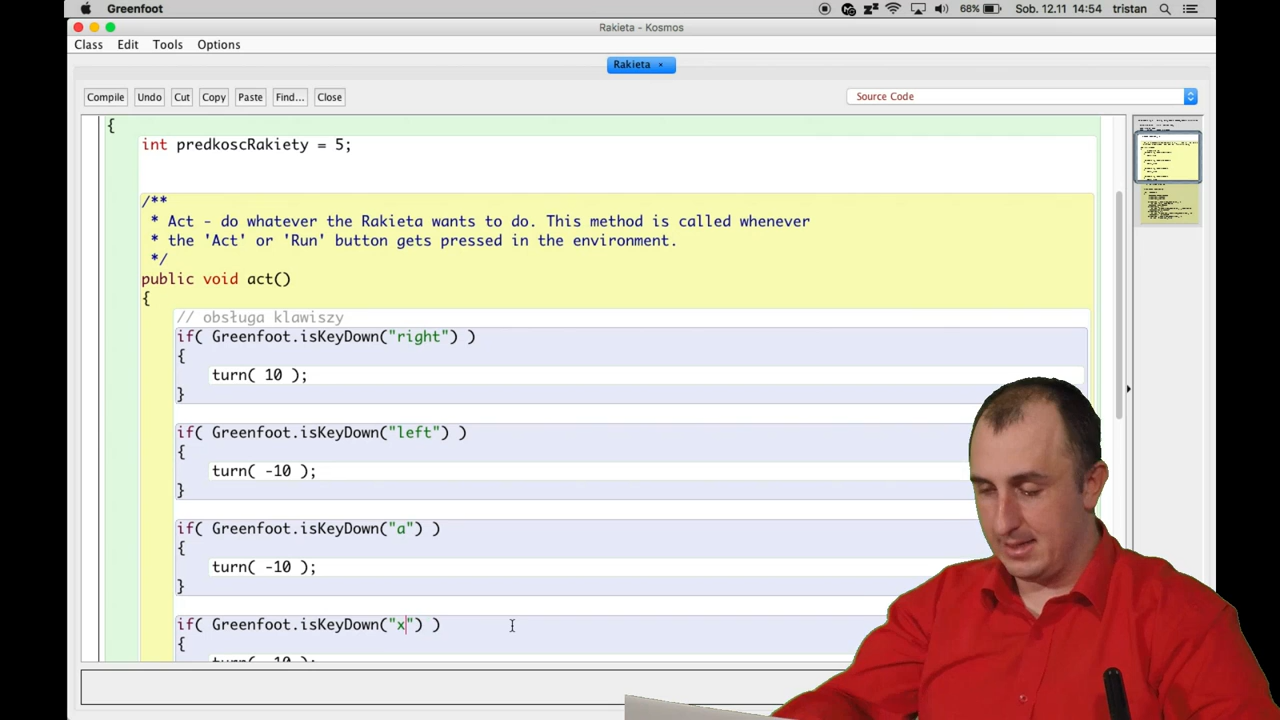 Greenfoot 68% Sob. 12.11 14:54 tristan
Rakieta - Kosmos
Class Edit Tools Options
Rakieta ×
Compile Undo Cut Copy Paste Find... Close Source Code
{
int predkoscRakiety = 5;
/**
* Act - do whatever the Rakieta wants to do. This method is called whenever
* the 'Act' or 'Run' button gets pressed in the environment.
*/
public void act()
{
// obsługa klawiszy
if( Greenfoot.isKeyDown("right") )
{
turn( 10 );
}
if( Greenfoot.isKeyDown("left") )
{
turn( -10 );
}
if( Greenfoot.isKeyDown("a") )
{
turn( -10 );
}
if( Greenfoot.isKeyDown("x") )
{
turn( -10 );